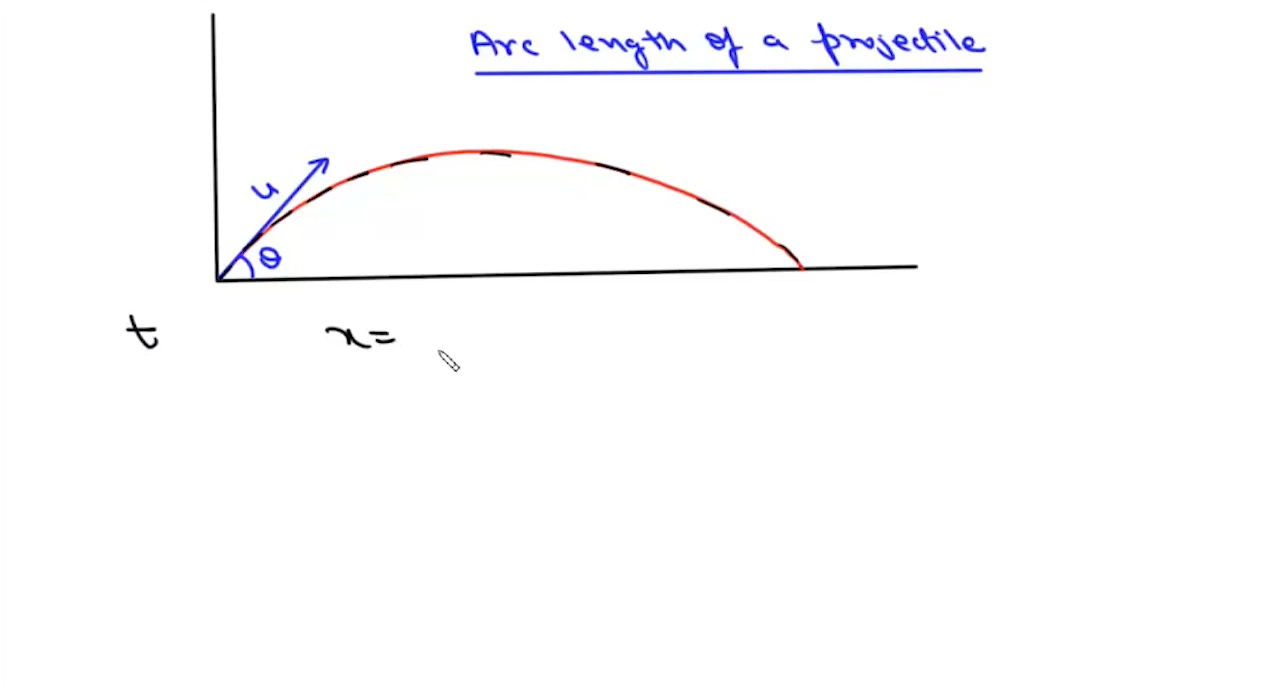 Arc length of a projectile
u
θ
t x=